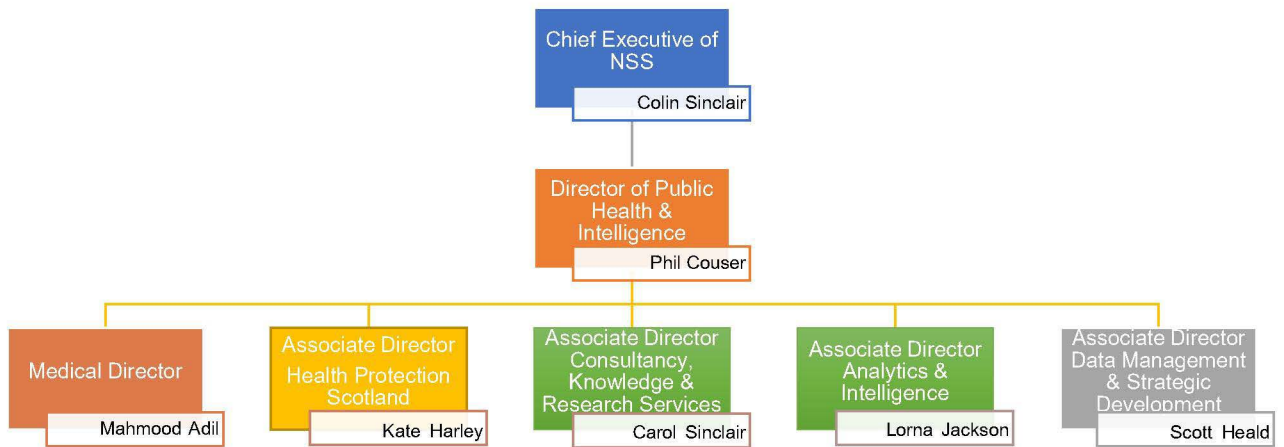 Chief Executive of
NSS
Colin Sinclair
Director of Public
Health &
Intelligence
Phil Couser
Medical Director
Mahmood Adil
Associate Director
Health Protection
Scotland
Kate Harley
Associate Director
Consultancy,
Knowledge &
Research Services
Carol Sinclair
Associate Director
Analytics &
Intelligence
Lorna Jackson
Associate Director
Data Management
& Strategic
Development
Scott Heald